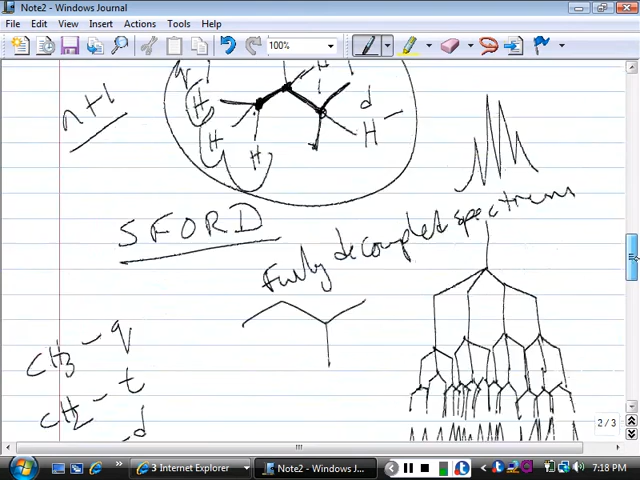 Note2 - Windows Journal
File Edit View Insert Actions Tools Help
100%
q
H
n+1
H
d
H
H
H
SFORD
Fully decoupled spectrum
CH3 - q
CH2 - t
- d
2 / 3
3 Internet Explorer
Note2 - Windows J...
7:18 PM